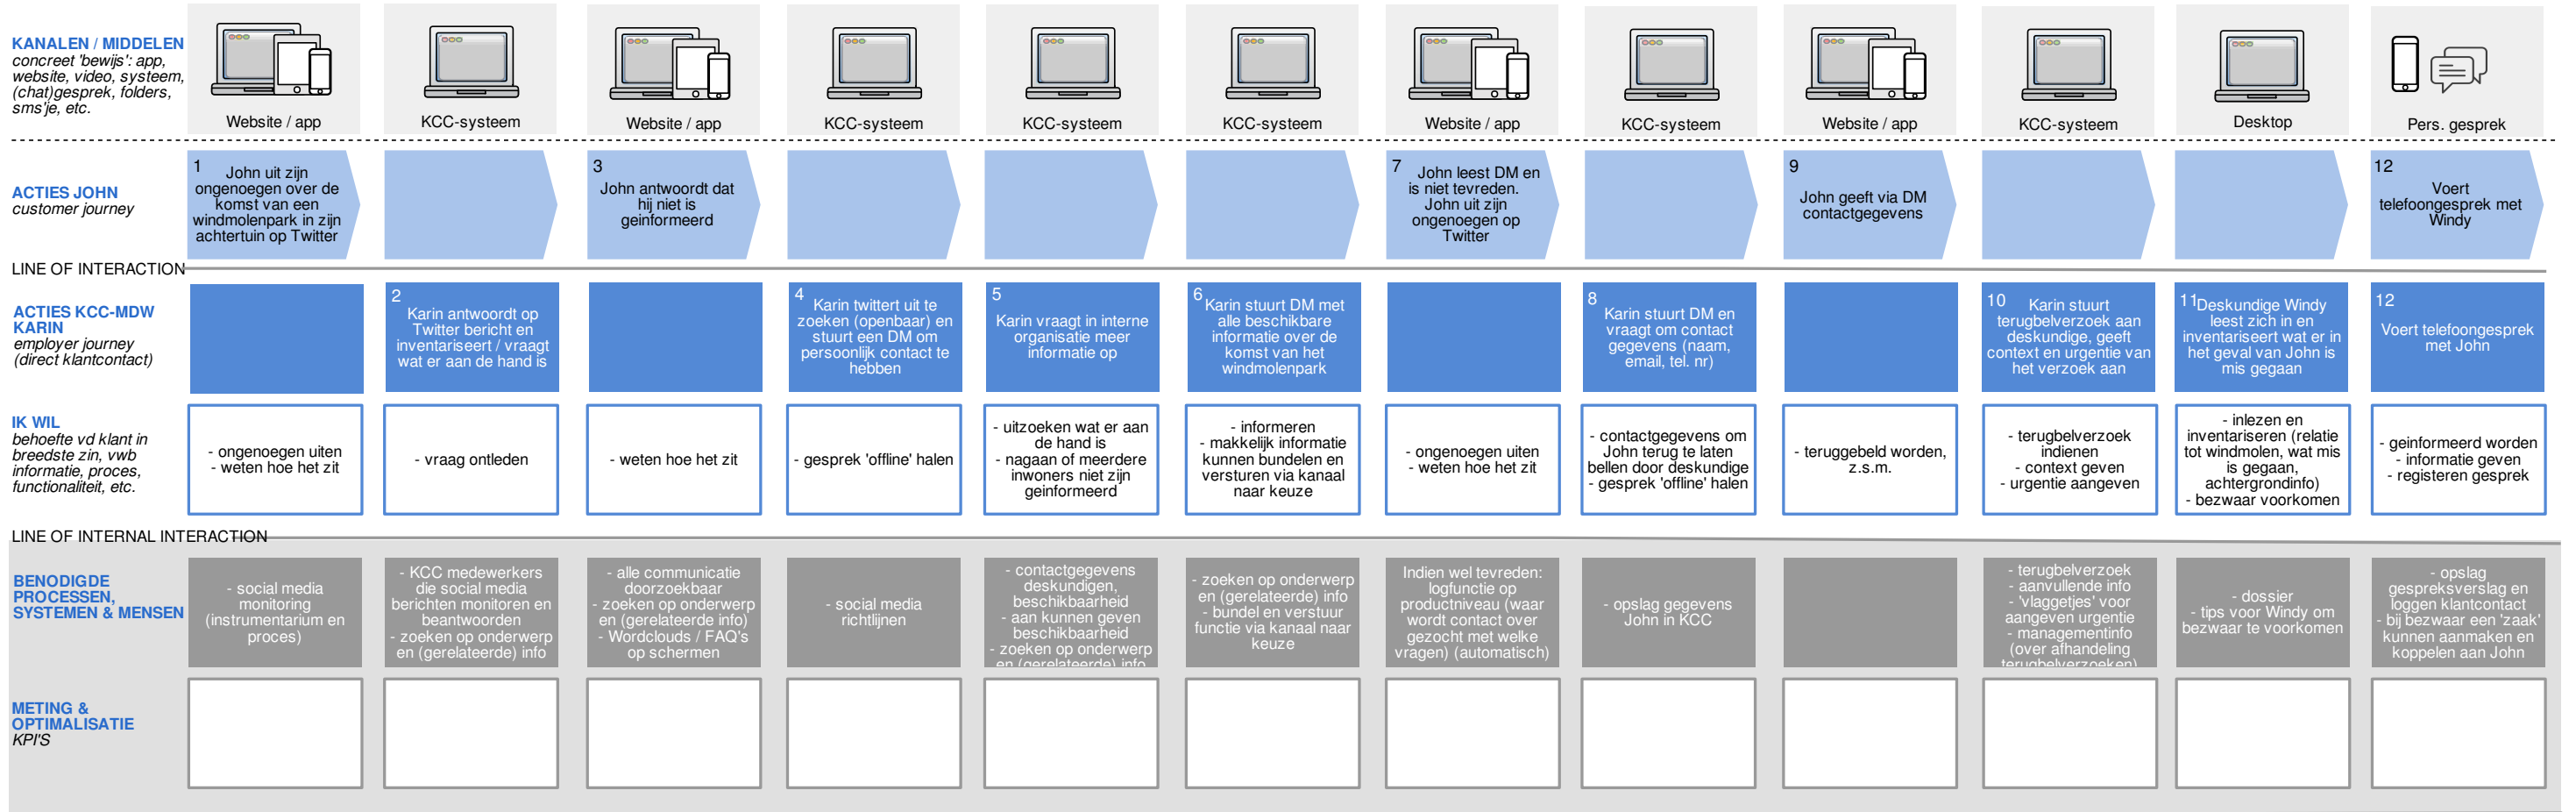 KANALEN / MIDDELEN
concreet 'bewijs': app,
website, video, systeem,
(chat)gesprek, folders,
sms'je, etc.
Website / app
KCC-systeem
Website / app
KCC-systeem
KCC-systeem
KCC-systeem
Website / app
KCC-systeem
Website / app
KCC-systeem
Desktop
Pers. gesprek
ACTIES JOHN
customer journey
1
John uit zijn
ongenoegen over de
komst van een
windmolenpark in zijn
achtertuin op Twitter
3
John antwoordt dat
hij niet is
geinformeerd
7
John leest DM en
is niet tevreden.
John uit zijn
ongenoegen op
Twitter
9
John geeft via DM
contactgegevens
12
Voert
telefoongesprek met
Windy
LINE OF INTERACTION
ACTIES KCC-MDW
KARIN
employer journey
(direct klantcontact)
2
Karin antwoordt op
Twitter bericht en
inventariseert / vraagt
wat er aan de hand is
4
Karin twittert uit te
zoeken (openbaar) en
stuurt een DM om
persoonlijk contact te
hebben
5
Karin vraagt in interne
organisatie meer
informatie op
6
Karin stuurt DM met
alle beschikbare
informatie over de
komst van het
windmolenpark
8
Karin stuurt DM en
vraagt om contact
gegevens (naam,
email, tel. nr)
10
Karin stuurt
terugbelverzoek aan
deskundige, geeft
context en urgentie van
het verzoek aan
11
Deskundige Windy
leest zich in en
inventariseert wat er in
het geval van John is
mis gegaan
12
Voert telefoongesprek
met John
IK WIL
behoefte vd klant in
breedste zin, vwb
informatie, proces,
functionaliteit, etc.
- ongenoegen uiten
- weten hoe het zit
- vraag ontleden
- weten hoe het zit
- gesprek 'offline' halen
- uitzoeken wat er aan
de hand is
- nagaan of meerdere
inwoners niet zijn
geinformeerd
- informeren
- makkelijk informatie
kunnen bundelen en
versturen via kanaal
naar keuze
- ongenoegen uiten
- weten hoe het zit
- contactgegevens om
John terug te laten
bellen door deskundige
- gesprek 'offline' halen
- teruggebeld worden,
z.s.m.
- terugbelverzoek
indienen
- context geven
- urgentie aangeven
- inlezen en
inventariseren (relatie
tot windmolen, wat mis
is gegaan,
achtergrondinfo)
- bezwaar voorkomen
- geinformeerd worden
- informatie geven
- registeren gesprek
LINE OF INTERNAL INTERACTION
BENODIGDE
PROCESSEN,
SYSTEMEN & MENSEN
- social media
monitoring
(instrumentarium en
proces)
- KCC medewerkers
die social media
berichten monitoren en
beantwoorden
- zoeken op onderwerp
en (gerelateerde) info
- alle communicatie
doorzoekbaar
- zoeken op onderwerp
en (gerelateerde info)
- Wordclouds / FAQ's
op schermen
- social media
richtlijnen
- contactgegevens
deskundigen,
beschikbaarheid
- aan kunnen geven
beschikbaarheid
- zoeken op onderwerp
en (gerelateerde) info
- zoeken op onderwerp
en (gerelateerde) info
- bundel en verstuur
functie via kanaal naar
keuze
Indien wel tevreden:
logfunctie op
productniveau (waar
wordt contact over
gezocht met welke
vragen) (automatisch)
- opslag gegevens
John in KCC
- terugbelverzoek
- aanvullende info
- 'vlaggetjes' voor
aangeven urgentie
- managementinfo
(over afhandeling
terugbelverzoeken)
- dossier
- tips voor Windy om
bezwaar te voorkomen
- opslag
gespreksverslag en
loggen klantcontact
- bij bezwaar een 'zaak'
kunnen aanmaken en
koppelen aan John
METING &
OPTIMALISATIE
KPI'S